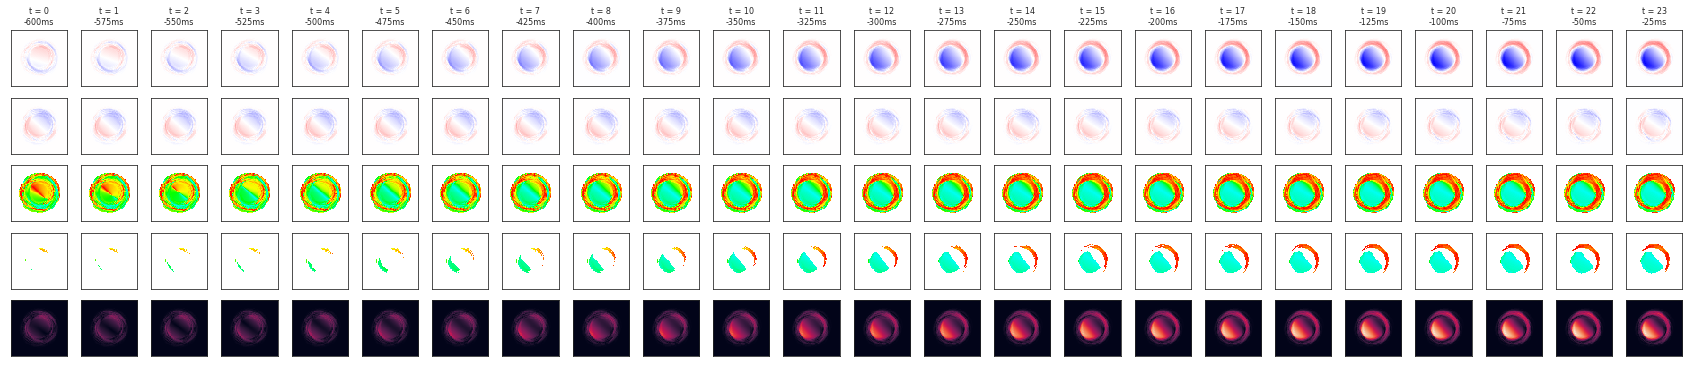 t = 0 t = 1 t = 2 t = 3 t = 4 t = 5 t = 6 t = 7 t = 8 t = 9 t = 10 t = 11 t = 12 t = 13 t = 14 t = 15 t = 16 t = 17 t = 18 t = 19 t = 20 t = 21 t = 22 t = 23
-600ms -575ms -550ms -525ms -500ms -475ms -450ms -425ms -400ms -375ms -350ms -325ms -300ms -275ms -250ms -225ms -200ms -175ms -150ms -125ms -100ms -75ms -50ms -25ms